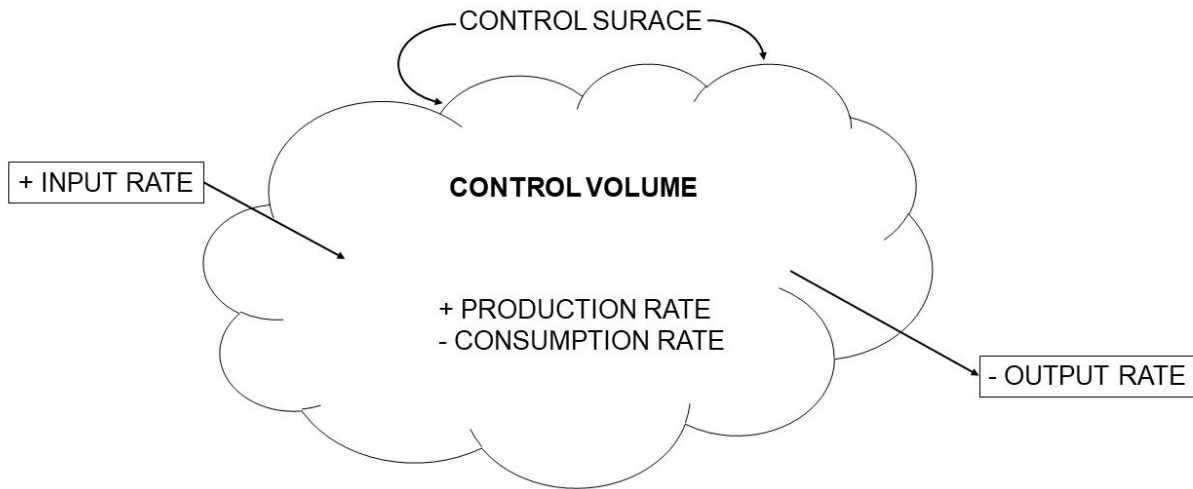 CONTROL SURACE
+ INPUT RATE
CONTROL VOLUME
+ PRODUCTION RATE
- CONSUMPTION RATE
- OUTPUT RATE